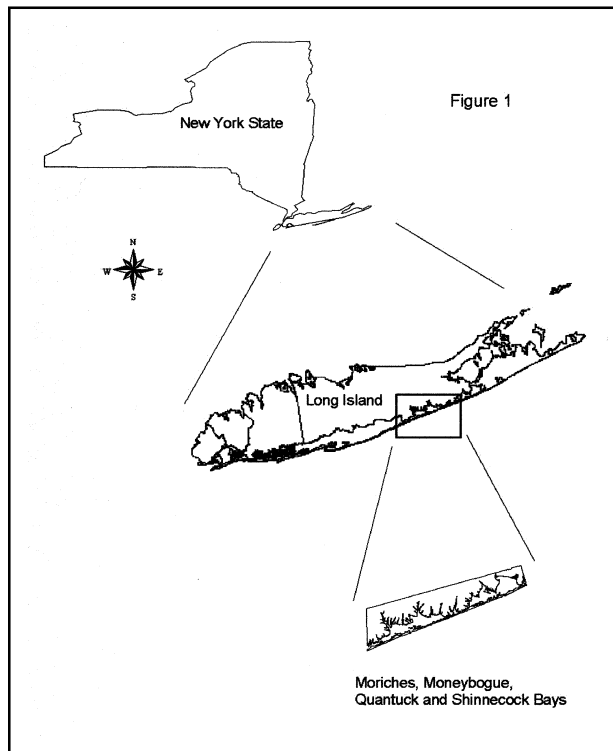 Figure 1
New York State
N
W E
S
Long Island
Moriches, Moneybogue,
Quantuck and Shinnecock Bays